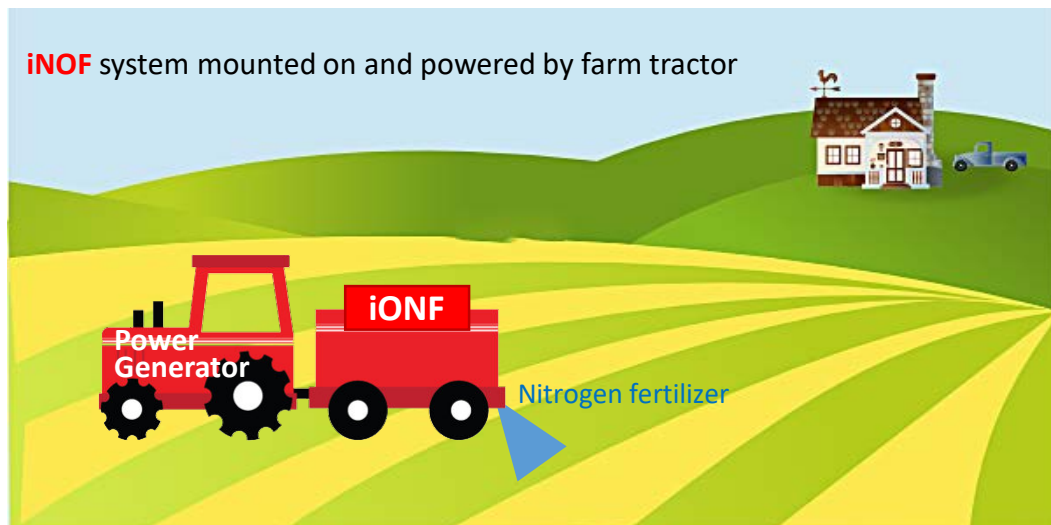 iNOF system mounted on and powered by farm tractor
iONF
Power
Generator
Nitrogen fertilizer